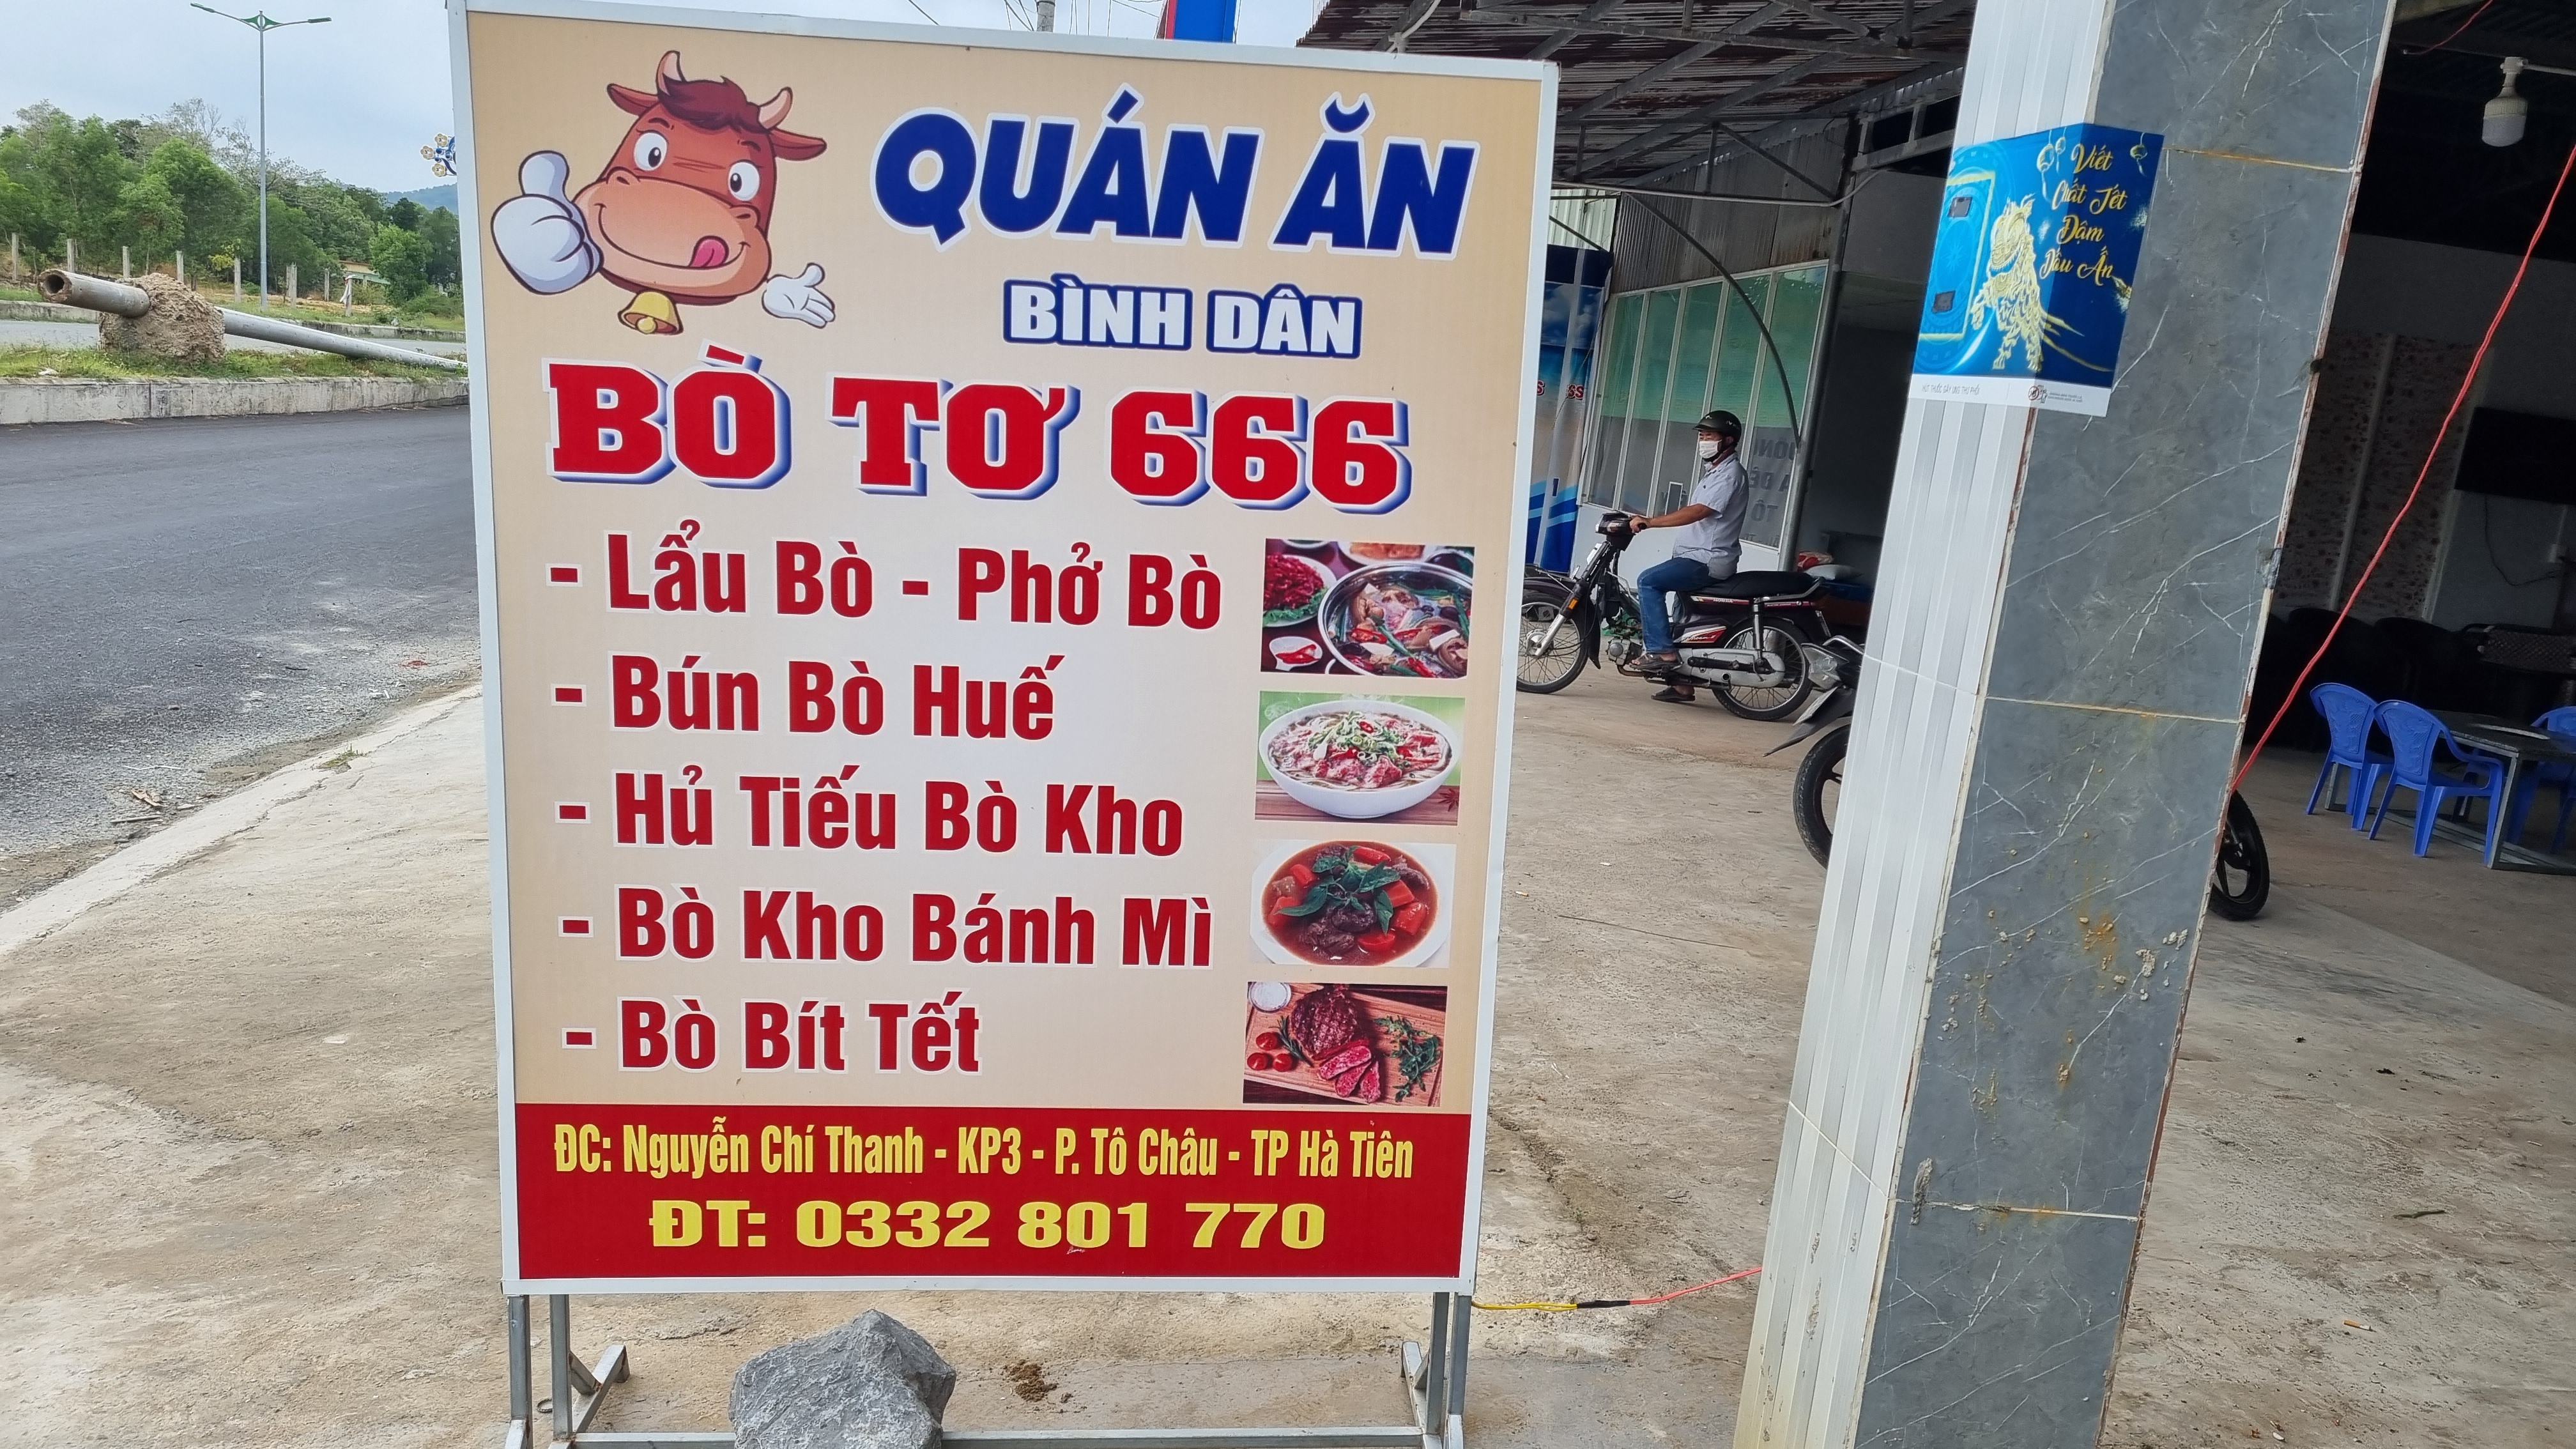 QUÁN ĂN
BÌNH DÂN
BÒ TƠ 666
- Lẩu Bò - Phở Bò
- Bún Bò Huế
- Hủ Tiếu Bò Kho
- Bò Kho Bánh Mì
- Bò Bít Tết
ĐC: Nguyễn Chí Thanh - KP3 - P. Tô Châu - TP Hà Tiên
ĐT: 0332 801 770
Viết
Chất Tết
Đậm
Dấu Ấn